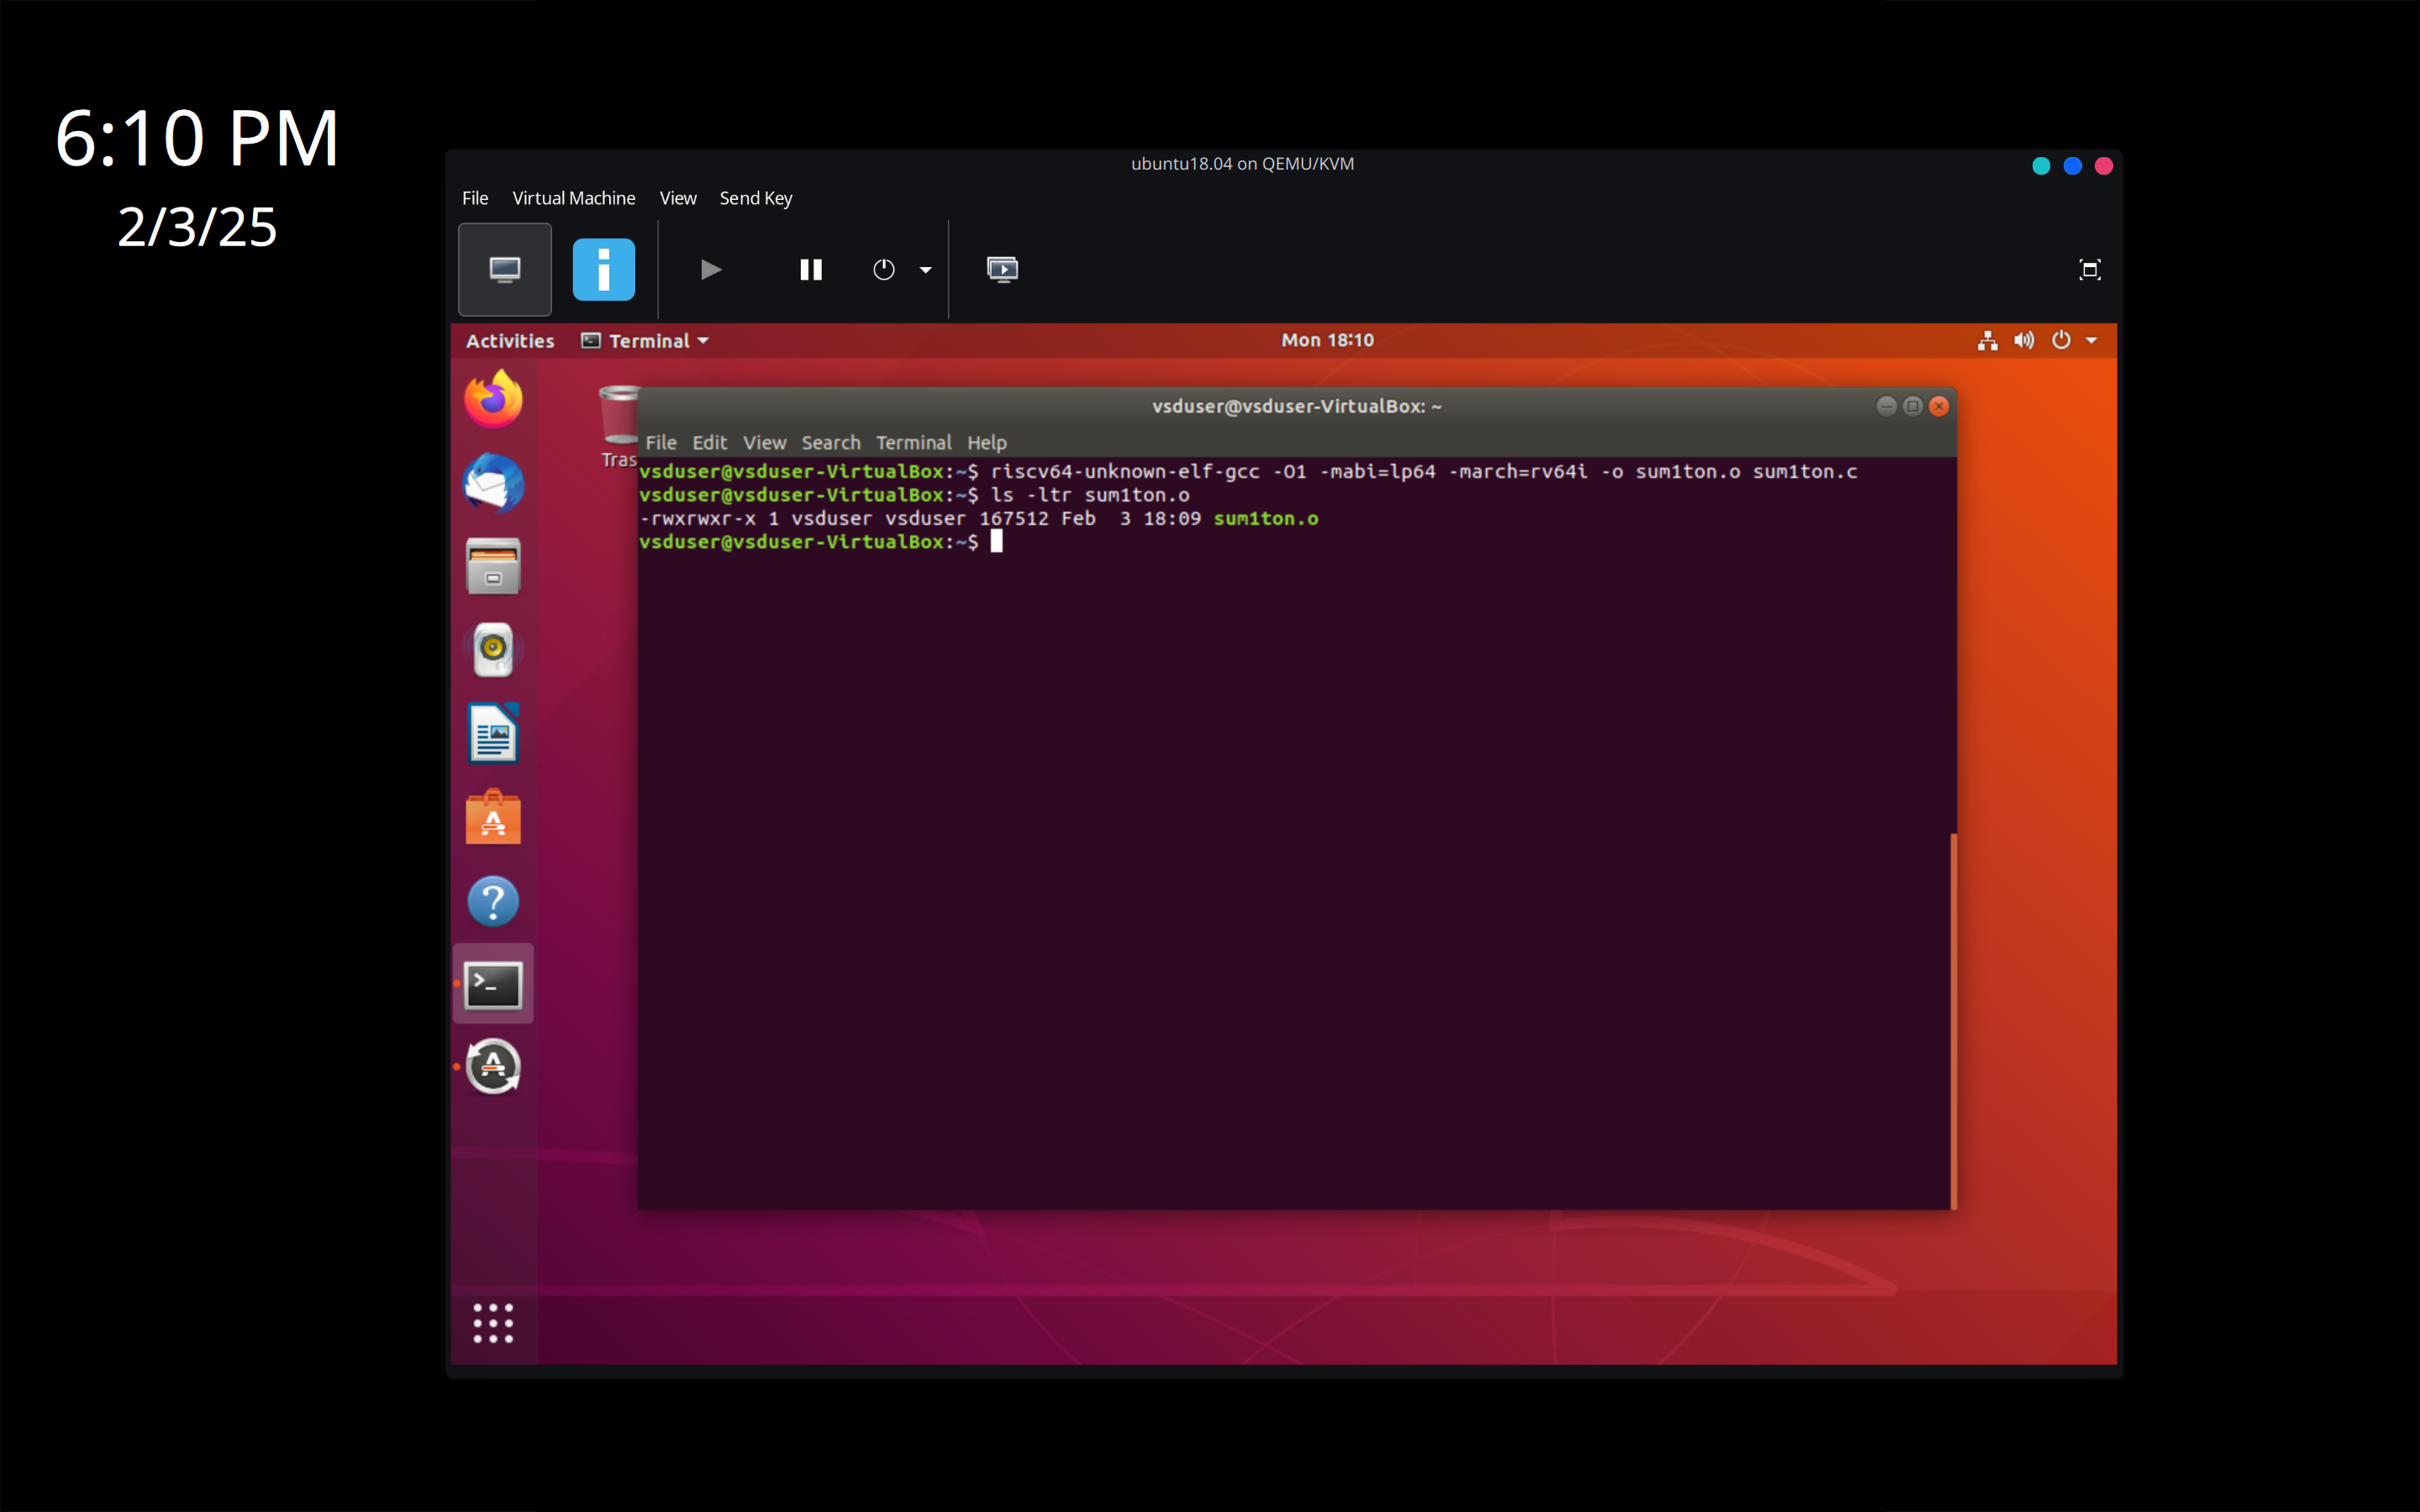 6:10 PM
2/3/25
ubuntu18.04 on QEMU/KVM
File Virtual Machine View Send Key
Activities Terminal Mon 18:10
Tras
vsduser@vsduser-VirtualBox: ~
File Edit View Search Terminal Help
vsduser@vsduser-VirtualBox:~$ riscv64-unknown-elf-gcc -O1 -mabi=lp64 -march=rv64i -o sum1ton.o sum1ton.c
vsduser@vsduser-VirtualBox:~$ ls -ltr sum1ton.o
-rwxrwxr-x 1 vsduser vsduser 167512 Feb  3 18:09 sum1ton.o
vsduser@vsduser-VirtualBox:~$